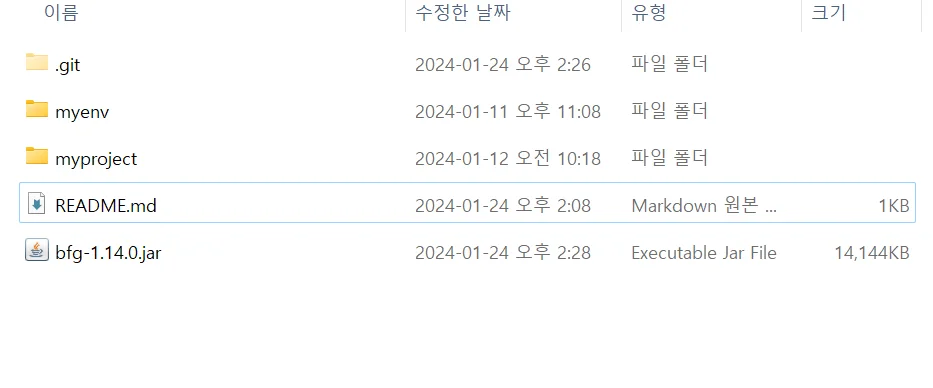 이름 수정한 날짜 유형 크기
.git 2024-01-24 오후 2:26 파일 폴더
myenv 2024-01-11 오후 11:08 파일 폴더
myproject 2024-01-12 오전 10:18 파일 폴더
README.md 2024-01-24 오후 2:08 Markdown 원본 ... 1KB
bfg-1.14.0.jar 2024-01-24 오후 2:28 Executable Jar File 14,144KB